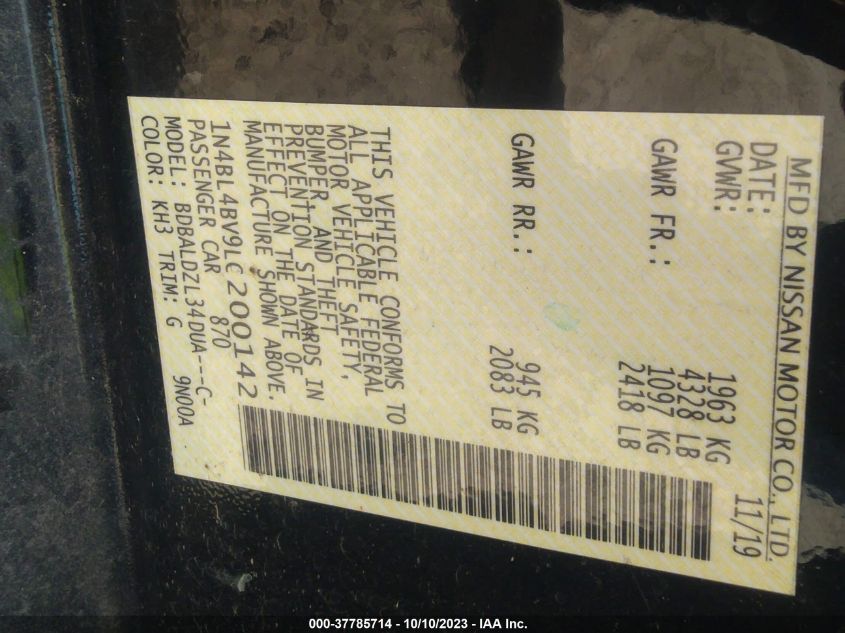 MFD BY NISSAN MOTOR CO., LTD.
DATE: 11/19
GVWR: 1963 KG
4328 LB
GAWR FR.: 1097 KG
2418 LB
GAWR RR.: 945 KG
2083 LB
THIS VEHICLE CONFORMS TO
ALL APPLICABLE FEDERAL
MOTOR VEHICLE SAFETY,
BUMPER AND THEFT
PREVENTION STANDARDS IN
EFFECT ON THE DATE OF
MANUFACTURE SHOWN ABOVE.
1N4BL4BV9LC200142
PASSENGER CAR 870
MODEL: BDBALDZL34DUA---C-
COLOR: KH3 TRIM: G 9N00A
000-37785714 - 10/10/2023 - IAA Inc.